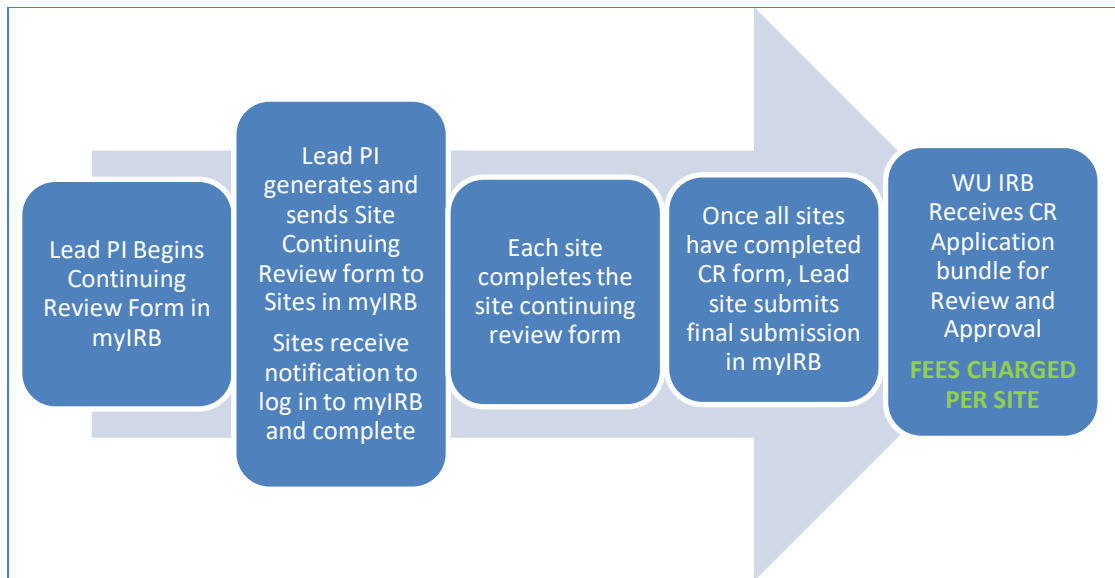 Lead PI Begins
Continuing
Review Form in
myIRB
Lead PI
generates and
sends Site
Continuing
Review form to
Sites in myIRB
Sites receive
notification to
log in to myIRB
and complete
Each site
completes the
site continuing
review form
Once all sites
have completed
CR form, Lead
site submits
final submission
in myIRB
WU IRB
Receives CR
Application
bundle for
Review and
Approval
FEES CHARGED
PER SITE